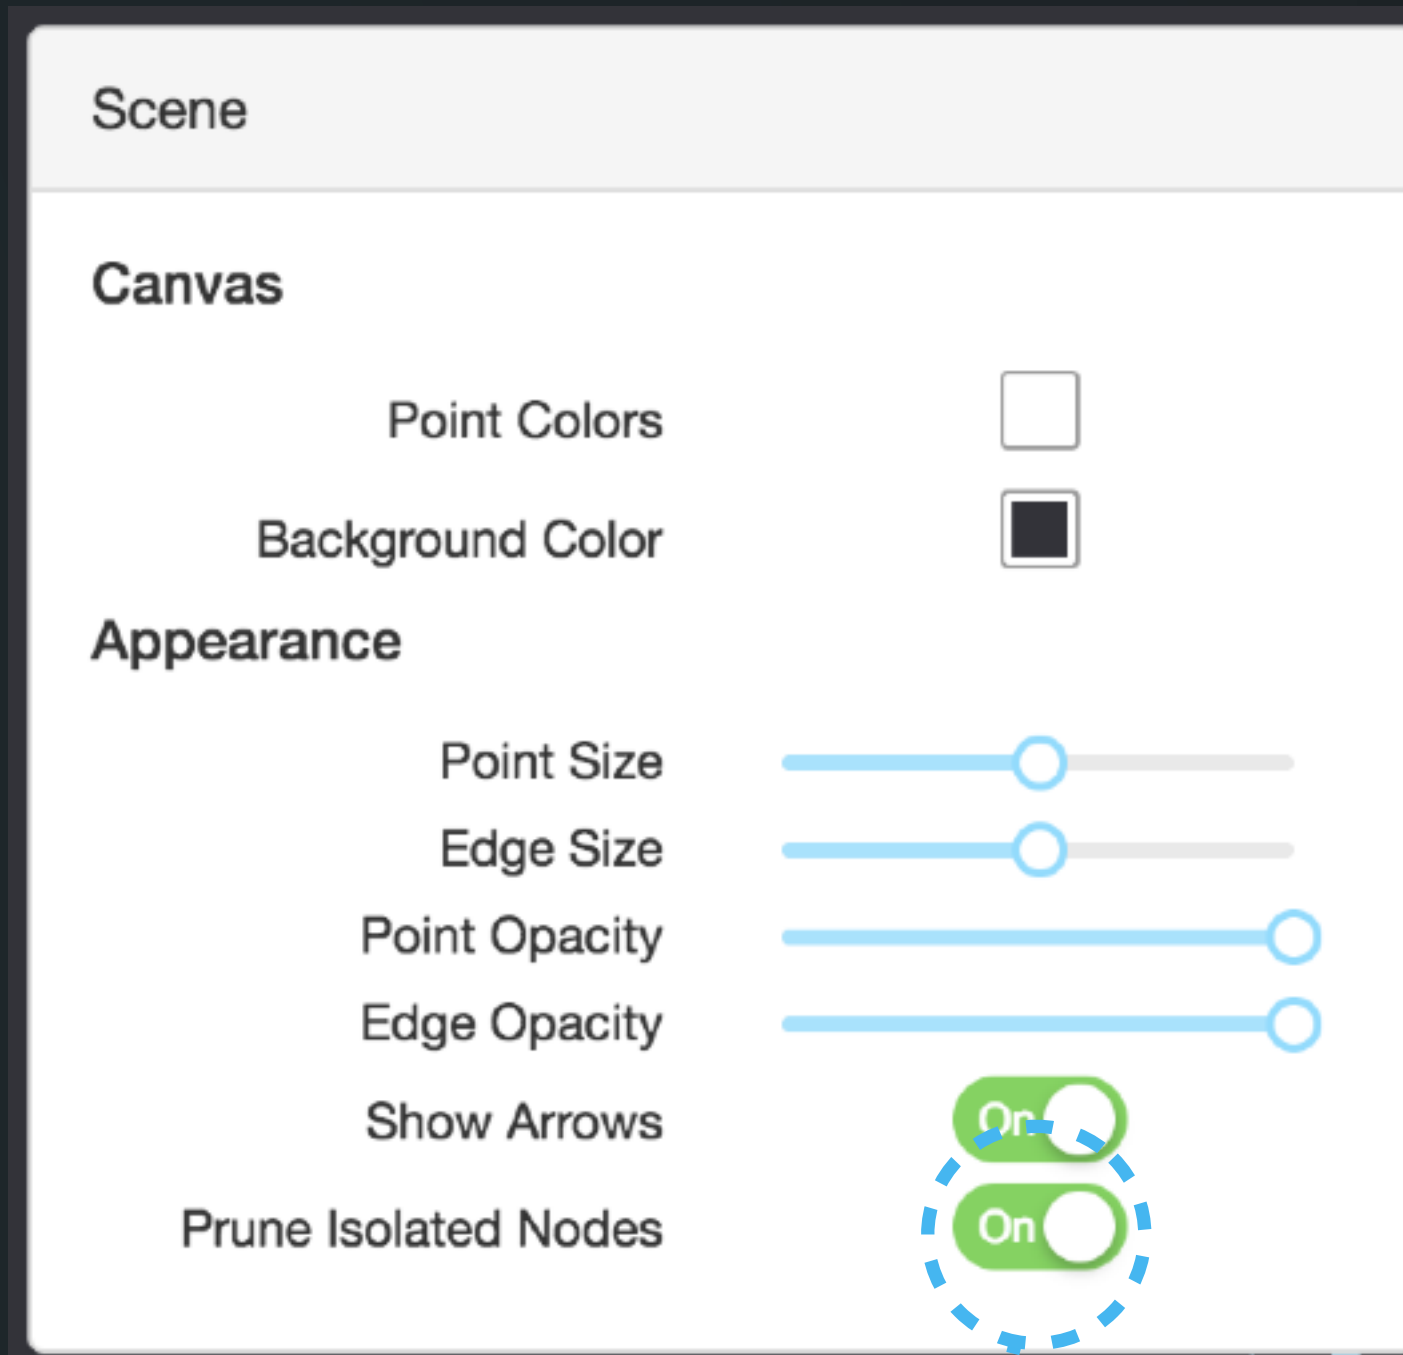 Scene
Canvas
Point Colors
Background Color
Appearance
Point Size
Edge Size
Point Opacity
Edge Opacity
Show Arrows On
Prune Isolated Nodes On